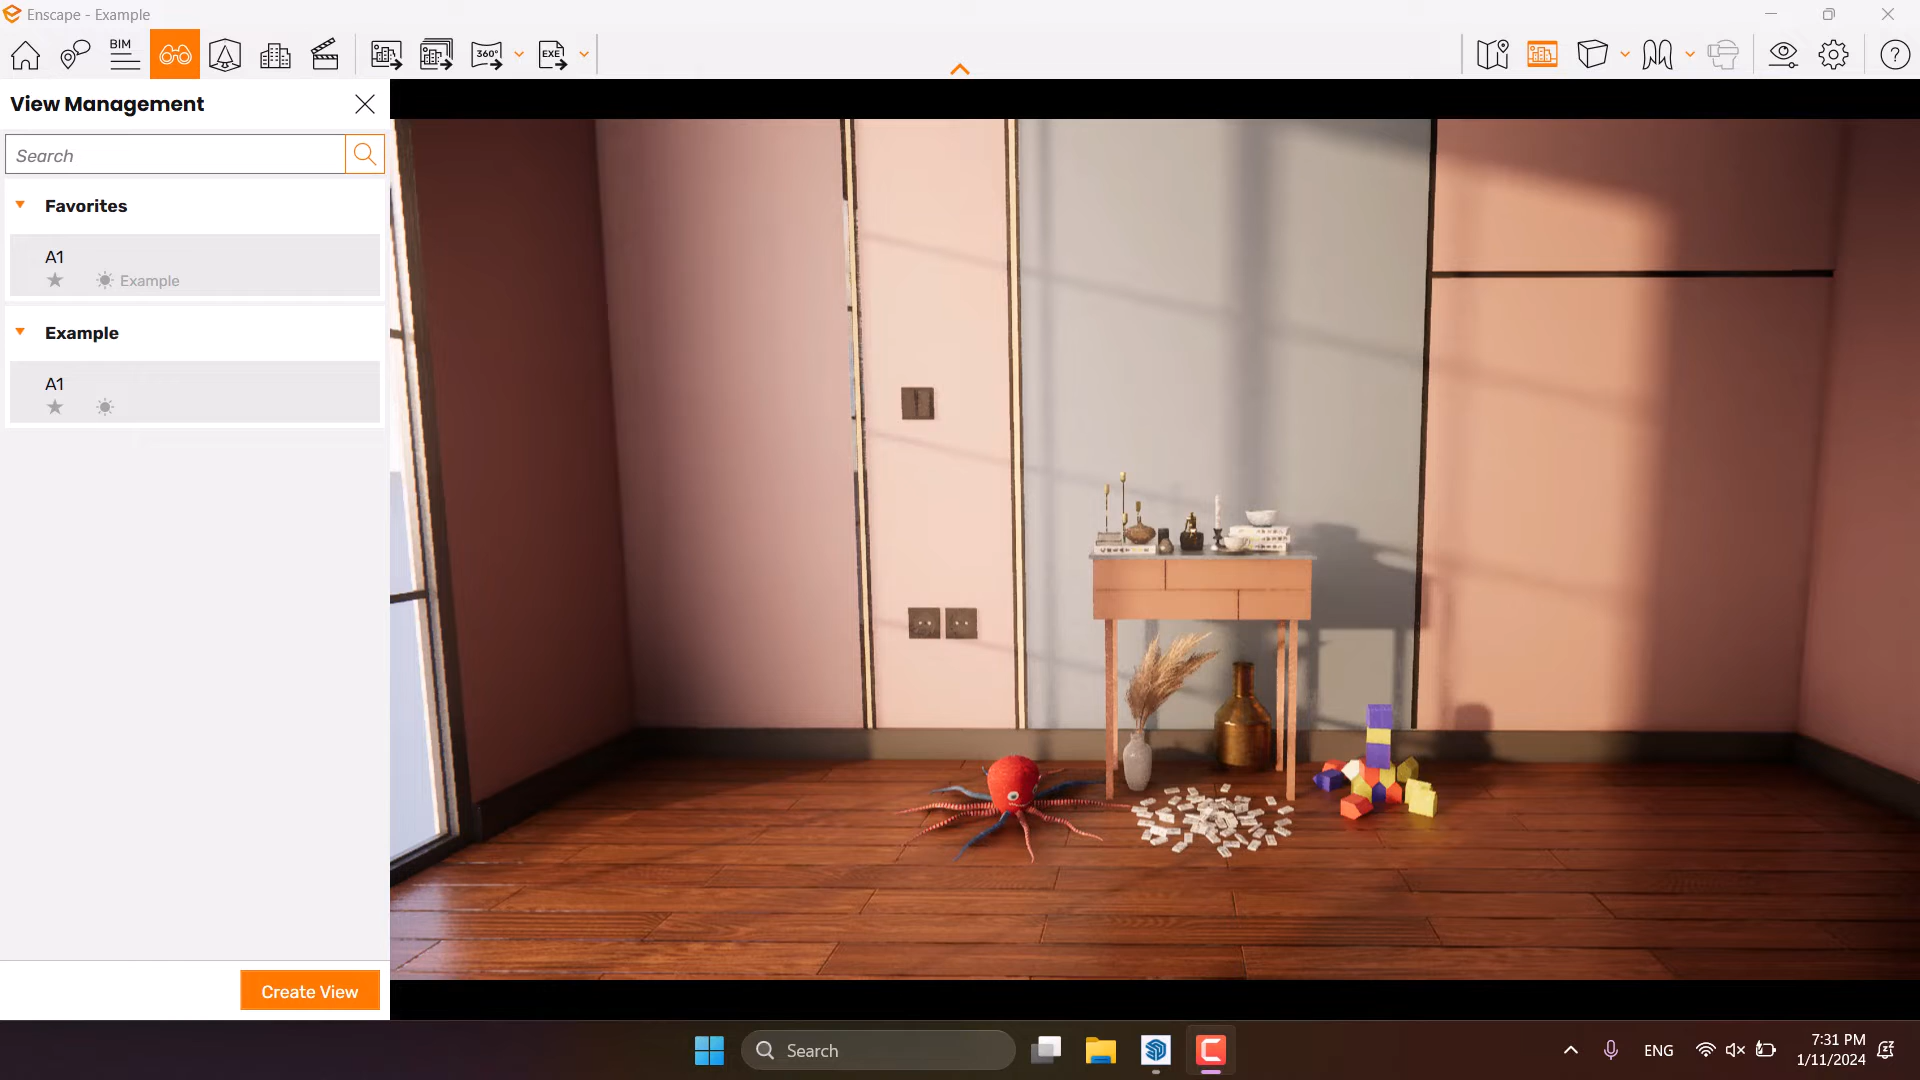 Enscape - Example
BIM
360°
EXE
?
View Management
Search
Favorites
A1
Example
Example
A1
Create View
Search
ENG
7:31 PM
1/11/2024